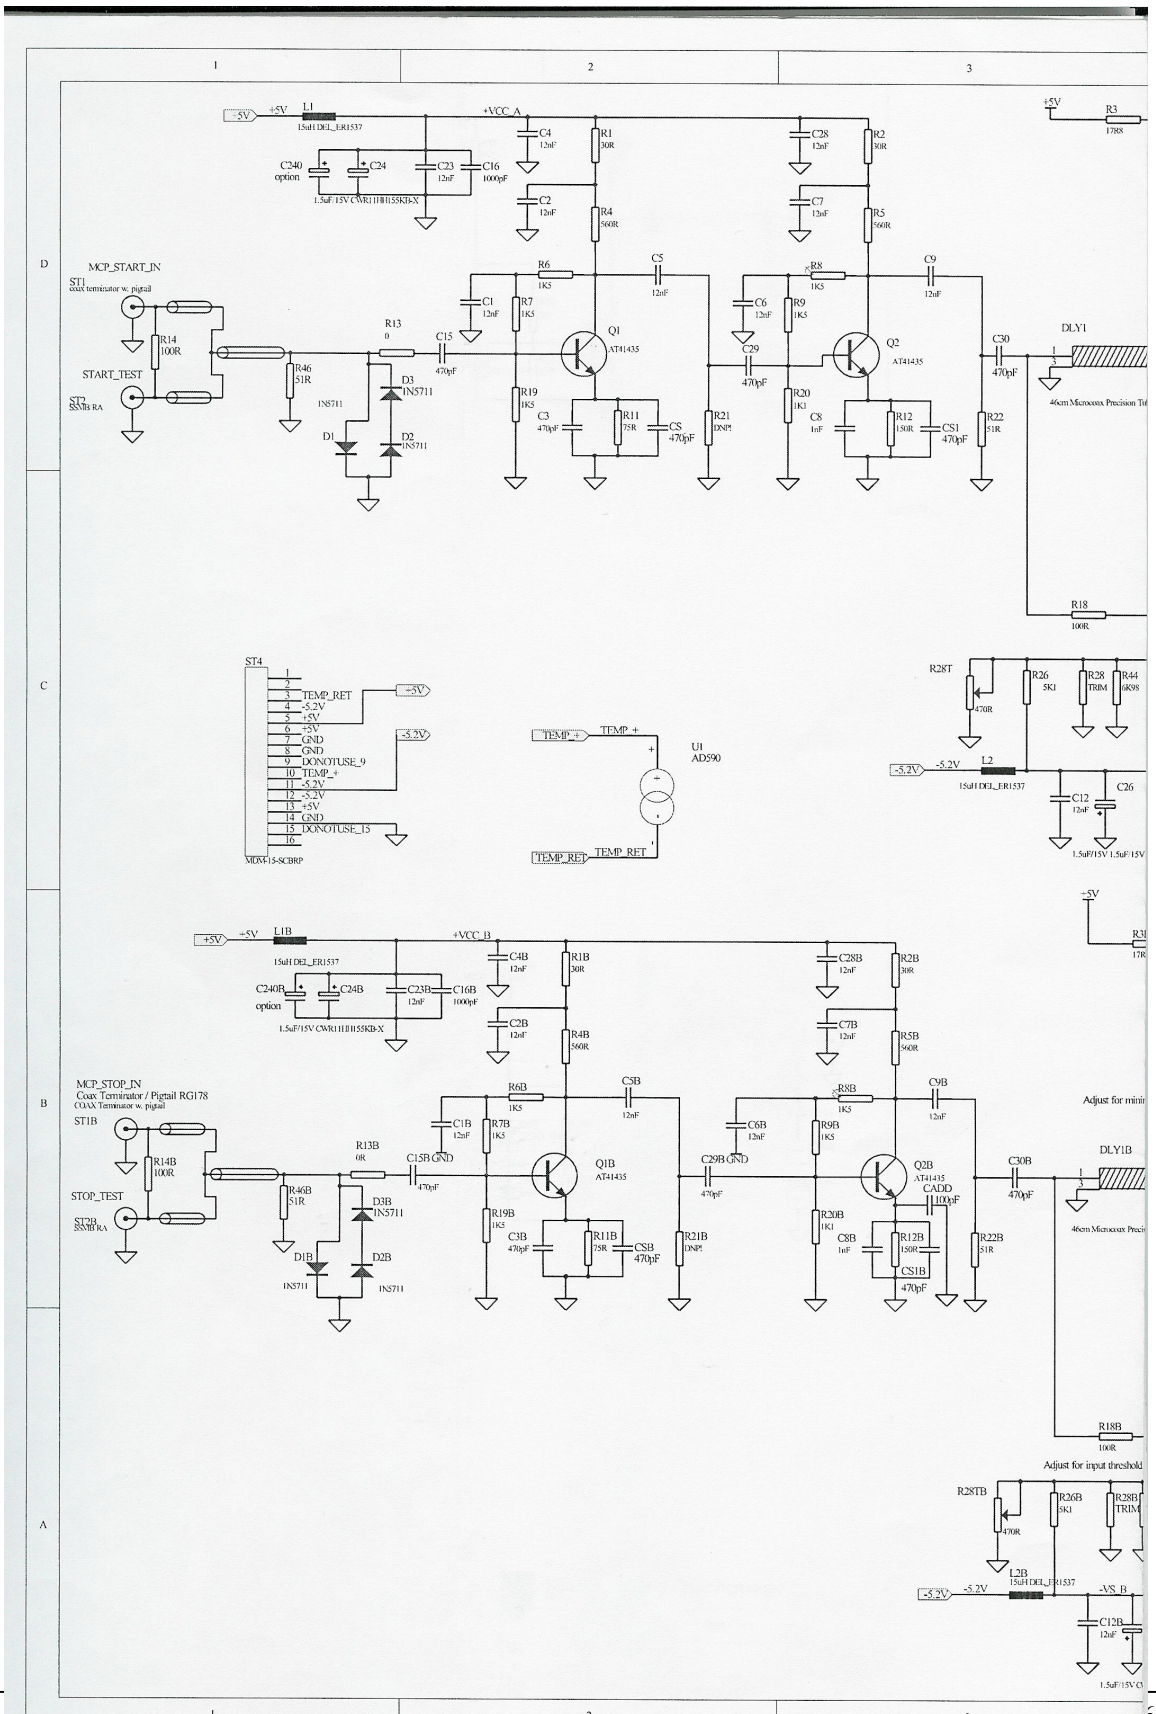 1
2
3
+5V
+5V
L1
15uH DEL_ER1537
+VCC_A
C240
option
C24
C23
12nF
C16
1000pF
1.5uF/15V CWR11HH155KB-X
C4
12nF
R1
30R
C2
12nF
R4
560R
C28
12nF
R2
30R
C7
12nF
R5
560R
+5V
R3
17R8
D
MCP_START_IN
ST1
coax terminator w. pigtail
R14
100R
START_TEST
ST2
SSMB RA
R46
51R
R13
0
C15
470pF
1N5711
D3
1N5711
D1
D2
1N5711
C1
12nF
R6
1K5
R7
1K5
C5
12nF
Q1
AT41435
R19
1K5
C3
470pF
R11
75R
CS
470pF
C29
470pF
R21
DNP!
C6
12nF
R8
1K5
R9
1K5
C9
12nF
Q2
AT41435
R20
1K1
C8
1nF
R12
150R
CS1
470pF
R22
51R
C30
470pF
DLY1
1
3
46cm Microcoax Precision
R18
100R
C
ST4
1
2
3 TEMP_RET
4 -5.2V
5 +5V
6 +5V
7 GND
8 GND
9 DONOTUSE_9
10 TEMP_+
11 -5.2V
12 -5.2V
13 +5V
14 GND
15 DONOTUSE_15
16
MDM-15-SCBRP
+5V
-5.2V
TEMP_+
TEMP_+
+
U1
AD590
+
-
-
TEMP_RET
TEMP_RET
R28T
470R
R26
5K1
R28
TRIM
R44
6K98
-5.2V
-5.2V
L2
15uH DEL_ER1537
C12
12nF
C26
1.5uF/15V 1.5uF/15V
+5V
+5V
L1B
15uH DEL_ER1537
+VCC_B
C240B
option
C24B
C23B
12nF
C16B
1000pF
1.5uF/15V CWR11HH155KB-X
C4B
12nF
R1B
30R
C2B
12nF
R4B
560R
C28B
12nF
R2B
30R
C7B
12nF
R5B
560R
+5V
B
MCP_STOP_IN
Coax Terminator / Pigtail RG178
COAX Terminator w. pigtail
ST1B
R14B
100R
STOP_TEST
ST2B
SSMB RA
R46B
51R
R13B
0R
C15B
470pF
D3B
1N5711
D1B
1N5711
D2B
1N5711
C1B
12nF
GND
R6B
1K5
R7B
1K5
C5B
12nF
Q1B
AT41435
R19B
1K5
C3B
470pF
R11B
75R
CSB
470pF
C29B
470pF
R21B
DNP!
C6B
12nF
GND
R8B
1K5
R9B
1K5
C9B
12nF
Q2B
AT41435
CADD
100pF
R20B
1K1
C8B
1nF
R12B
150R
CS1B
470pF
R22B
51R
C30B
470pF
Adjust for
DLY1B
1
3
46cm Microcoax
R18B
100R
A
Adjust for input threshold
R28TB
470R
R26B
5K1
R28B
TRIM
-5.2V
-5.2V
L2B
15uH DEL_ER1537
-VS_B
C12B
12nF
1.5uF/15V